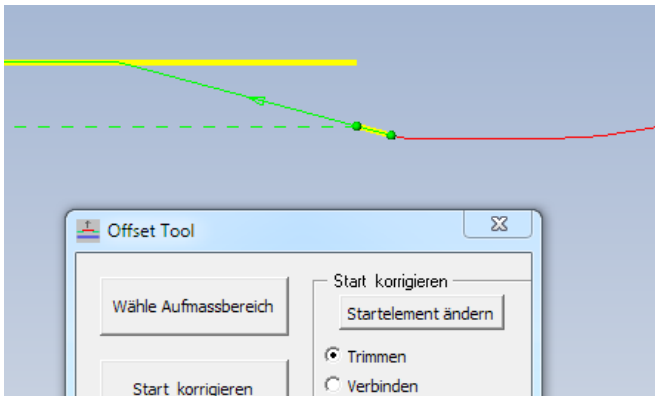 Offset Tool
Wähle Aufmassbereich
Start korrigieren
Start korrigieren
Startelement ändern
Trimmen
Verbinden